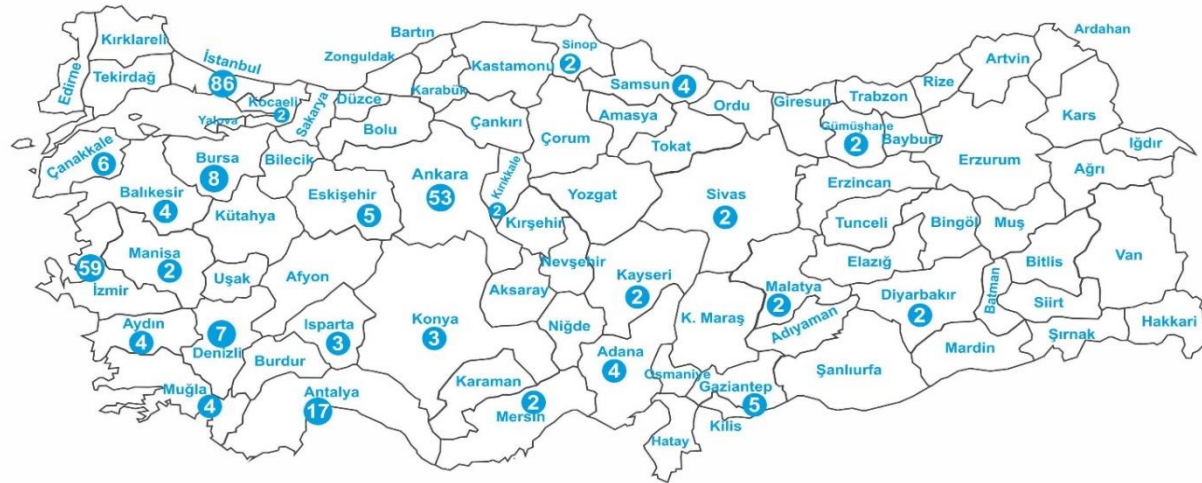 Kırklareli
Edirne
Tekirdağ
İstanbul
86
Kocaeli
2
Yalova
Sakarya
Düzce
Zonguldak
Bartın
Karabük
Kastamonu
Sinop
2
Samsun
4
Ordu
Giresun
Trabzon
Rize
Artvin
Ardahan
Kars
Iğdır
Çanakkale
6
Bursa
8
Bilecik
Bolu
Çankırı
Çorum
Amasya
Tokat
Gümüşhane
2
Bayburt
Erzurum
Ağrı
Balıkesir
4
Kütahya
Eskişehir
5
Ankara
53
Kırıkkale
2
Kırşehir
Yozgat
Sivas
2
Erzincan
Tunceli
Bingöl
Muş
Bitlis
Van
59
İzmir
Manisa
2
Uşak
Afyon
Aksaray
Nevşehir
Kayseri
2
Malatya
2
Elazığ
Diyarbakır
2
Batman
Siirt
Hakkari
Aydın
4
7
Denizli
Isparta
3
Burdur
Konya
3
Niğde
Adana
4
K. Maraş
Adıyaman
Şanlıurfa
Mardin
Şırnak
Muğla
4
Antalya
17
Karaman
2
Mersin
Osmaniye
Gaziantep
5
Kilis
Hatay